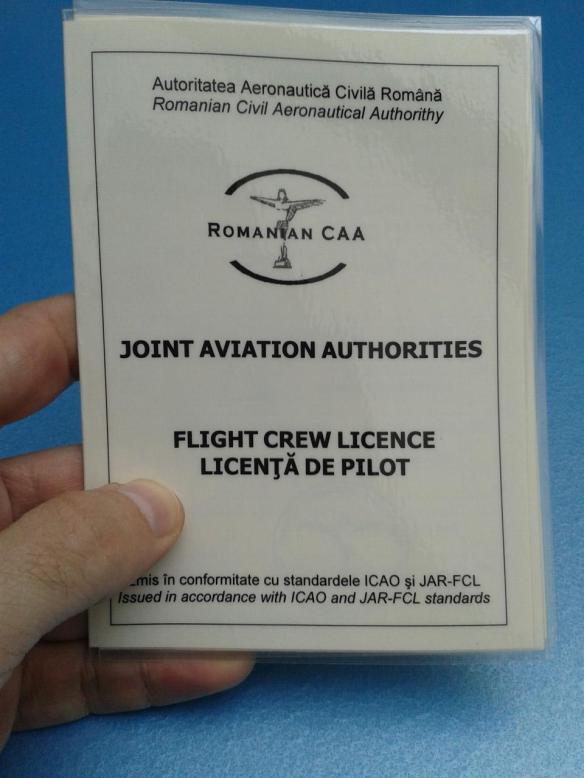 Autoritatea Aeronautică Civilă Română
Romanian Civil Aeronautical Authorithy
ROMANIAN CAA
JOINT AVIATION AUTHORITIES
FLIGHT CREW LICENCE
LICENŢĂ DE PILOT
Emis în conformitate cu standardele ICAO şi JAR-FCL
Issued in accordance with ICAO and JAR-FCL standards